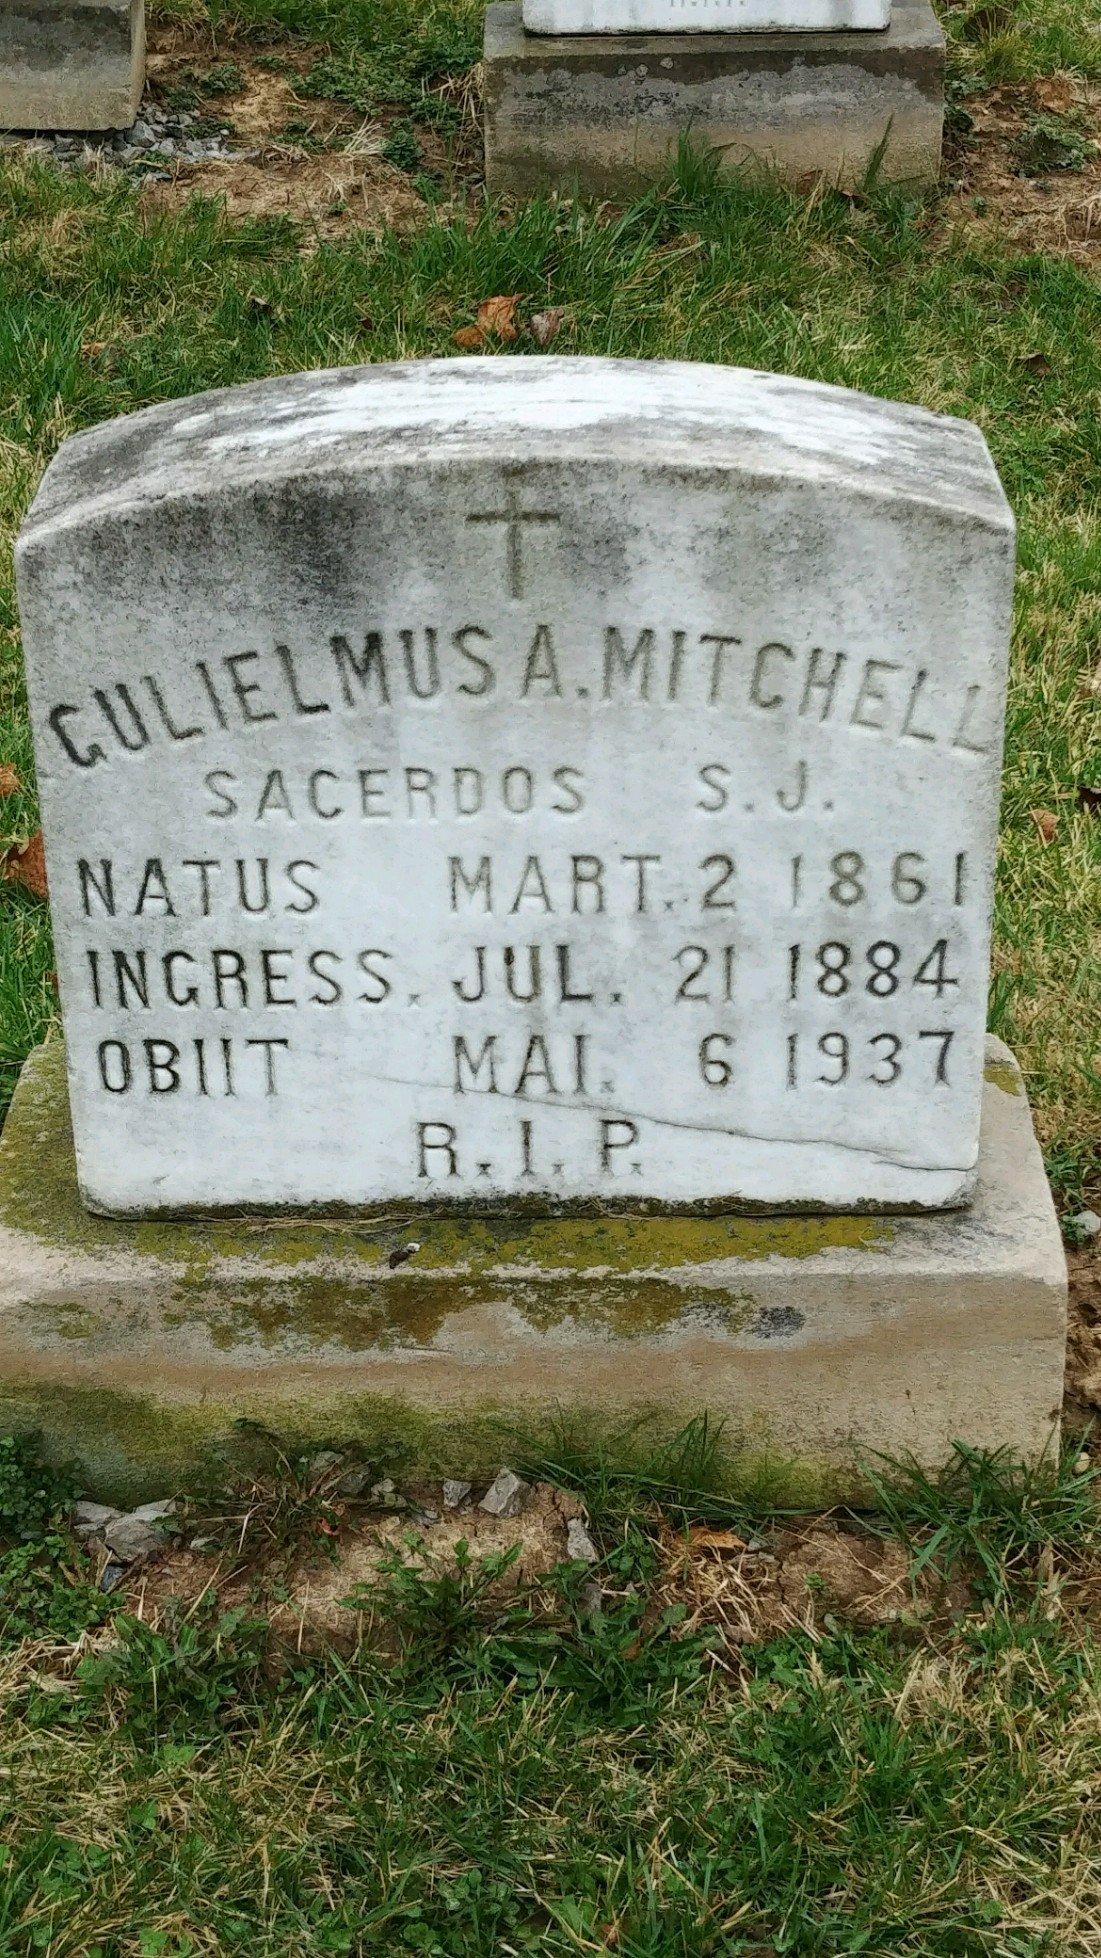 GULIELMUS A. MITCHELL
SACERDOS S.J.
NATUS MART. 2 1861
INGRESS. JUL. 21 1884
OBIIT MAI. 6 1937
R.I.P.